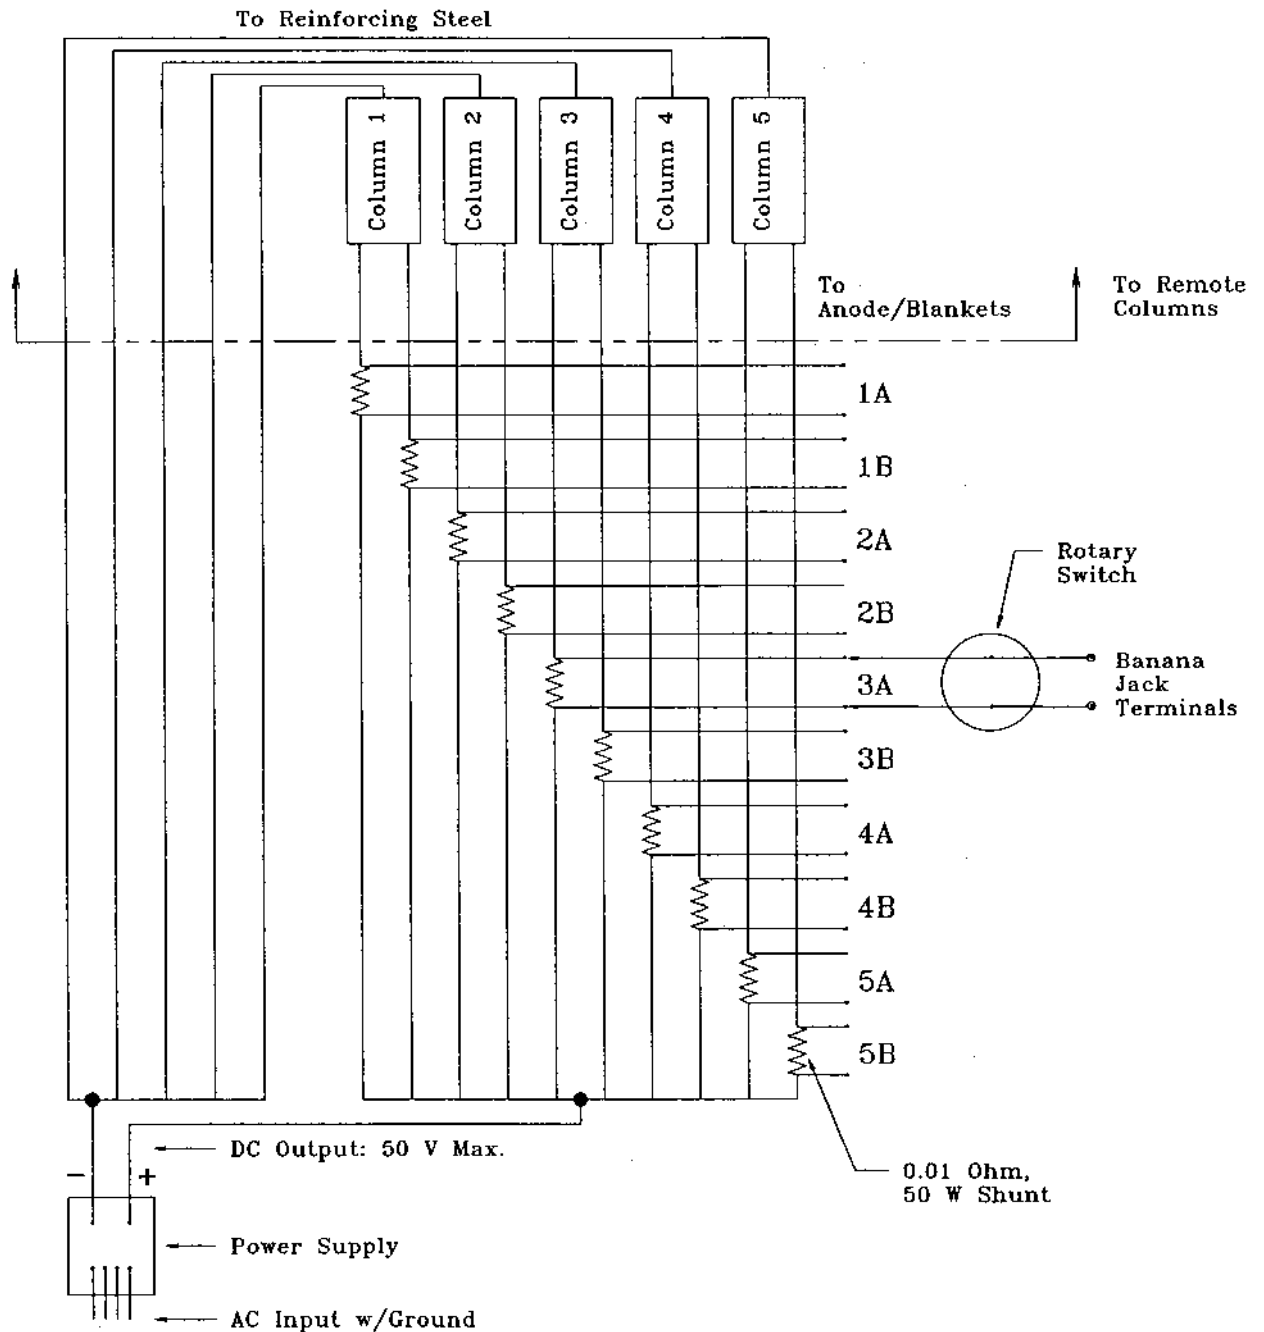 To Reinforcing Steel
Column 1
Column 2
Column 3
Column 4
Column 5
To
Anode/Blankets
To Remote
Columns
1A
1B
2A
2B
3A
3B
4A
4B
5A
5B
Rotary
Switch
Banana
Jack
Terminals
DC Output: 50 V Max.
- +
0.01 Ohm,
50 W Shunt
Power Supply
AC Input w/Ground